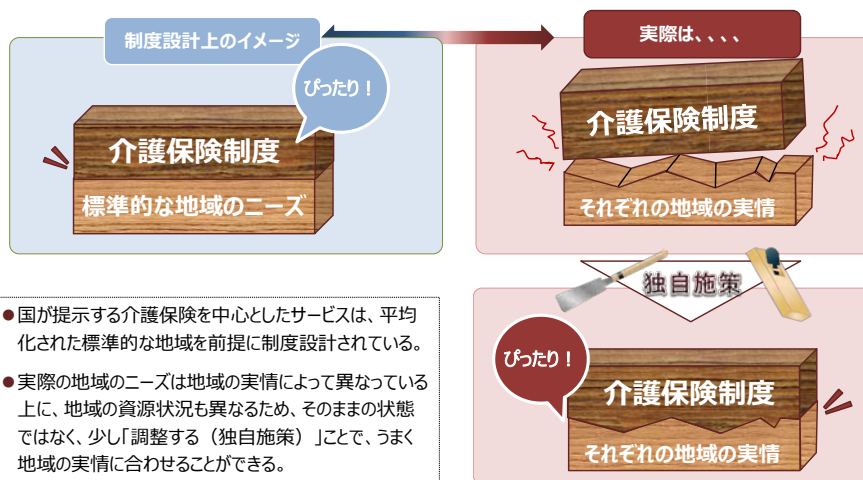 制度設計上のイメージ
ぴったり！
介護保険制度
標準的な地域のニーズ
実際は、、、、
介護保険制度
それぞれの地域の実情
独自施策
ぴったり！
介護保険制度
それぞれの地域の実情
●国が提示する介護保険を中心としたサービスは、平均
化された標準的な地域を前提に制度設計されている。
●実際の地域のニーズは地域の実情によって異なっている
上に、地域の資源状況も異なるため、そのままの状態
ではなく、少し「調整する（独自施策）」ことで、うまく
地域の実情に合わせることができる。